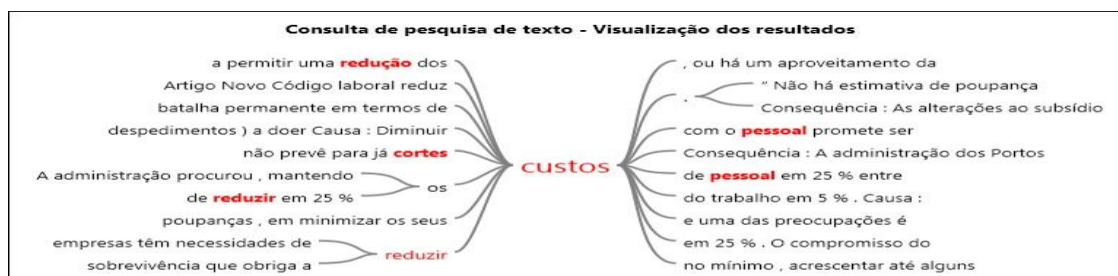 Consulta de pesquisa de texto - Visualização dos resultados
a permitir uma redução dos
Artigo Novo Código laboral reduz
batalha permanente em termos de
despedimentos ) a doer Causa : Diminuir
não prevê para já cortes
A administração procurou , mantendo
de reduzir em 25 %
os
poupanças , em minimizar os seus
empresas têm necessidades de
sobrevivência que obriga a
reduzir
custos
, ou há um aproveitamento da
.
" Não há estimativa de poupança
Consequência : As alterações ao subsídio
com o pessoal promete ser
Consequência : A administração dos Portos
de pessoal em 25 % entre
do trabalho em 5 % . Causa :
e uma das preocupações é
em 25 % . O compromisso do
no mínimo , acrescentar até alguns